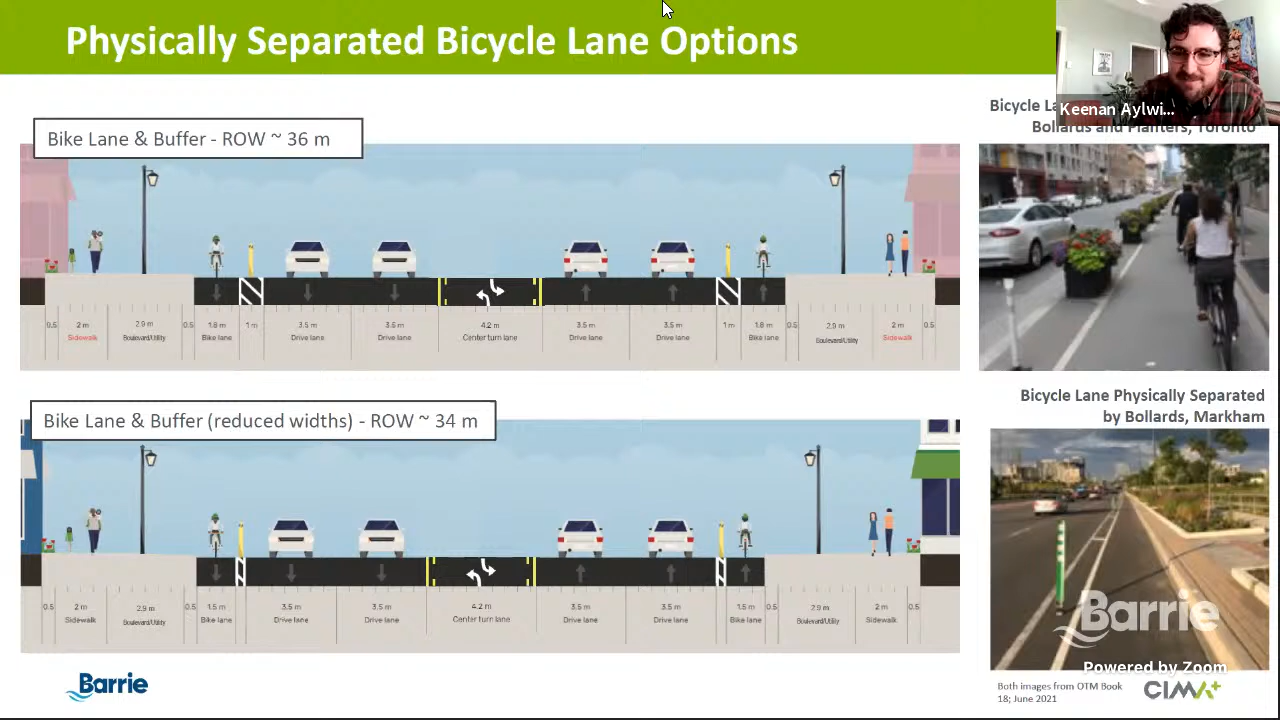 Physically Separated Bicycle Lane Options
Keenan Aylwi...
Bicycle La
Bollards and Planters, Toronto
Bike Lane & Buffer - ROW ~ 36 m
0.5 2 m 2.9 m 0.5 1.8 m 1 m 3.5 m 3.5 m 4.2 m 3.5 m 3.5 m 1 m 1.8 m 0.5 2.9 m 2 m 0.5
Sidewalk Boulevard/Utility Bike lane Drive lane Drive lane Center turn lane Drive lane Drive lane Bike lane Boulevard/Utility Sidewalk
Bicycle Lane Physically Separated
by Bollards, Markham
Bike Lane & Buffer (reduced widths) - ROW ~ 34 m
0.5 2 m 2.9 m 0.5 1.5 m 3.5 m 3.5 m 4.2 m 3.5 m 3.5 m 1.5 m 0.5 2.9 m 2 m 0.5
Sidewalk Boulevard/Utility Bike lane Drive lane Drive lane Center turn lane Drive lane Drive lane Bike lane Boulevard/Utility Sidewalk
Barrie
Powered by Zoom
Barrie
Both images from OTM Book
18; June 2021
CIMA+